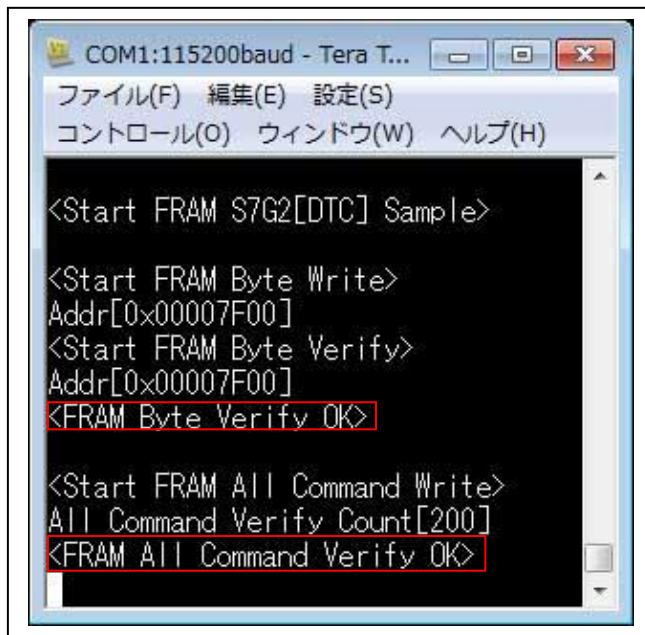 COM1:115200baud - Tera T...
ファイル(F) 編集(E) 設定(S)
コントロール(O) ウィンドウ(W) ヘルプ(H)
<Start FRAM S7G2[DTC] Sample>
<Start FRAM Byte Write>
Addr[0x00007F00]
<Start FRAM Byte Verify>
Addr[0x00007F00]
<FRAM Byte Verify OK>
<Start FRAM All Command Write>
All Command Verify Count[200]
<FRAM All Command Verify OK>